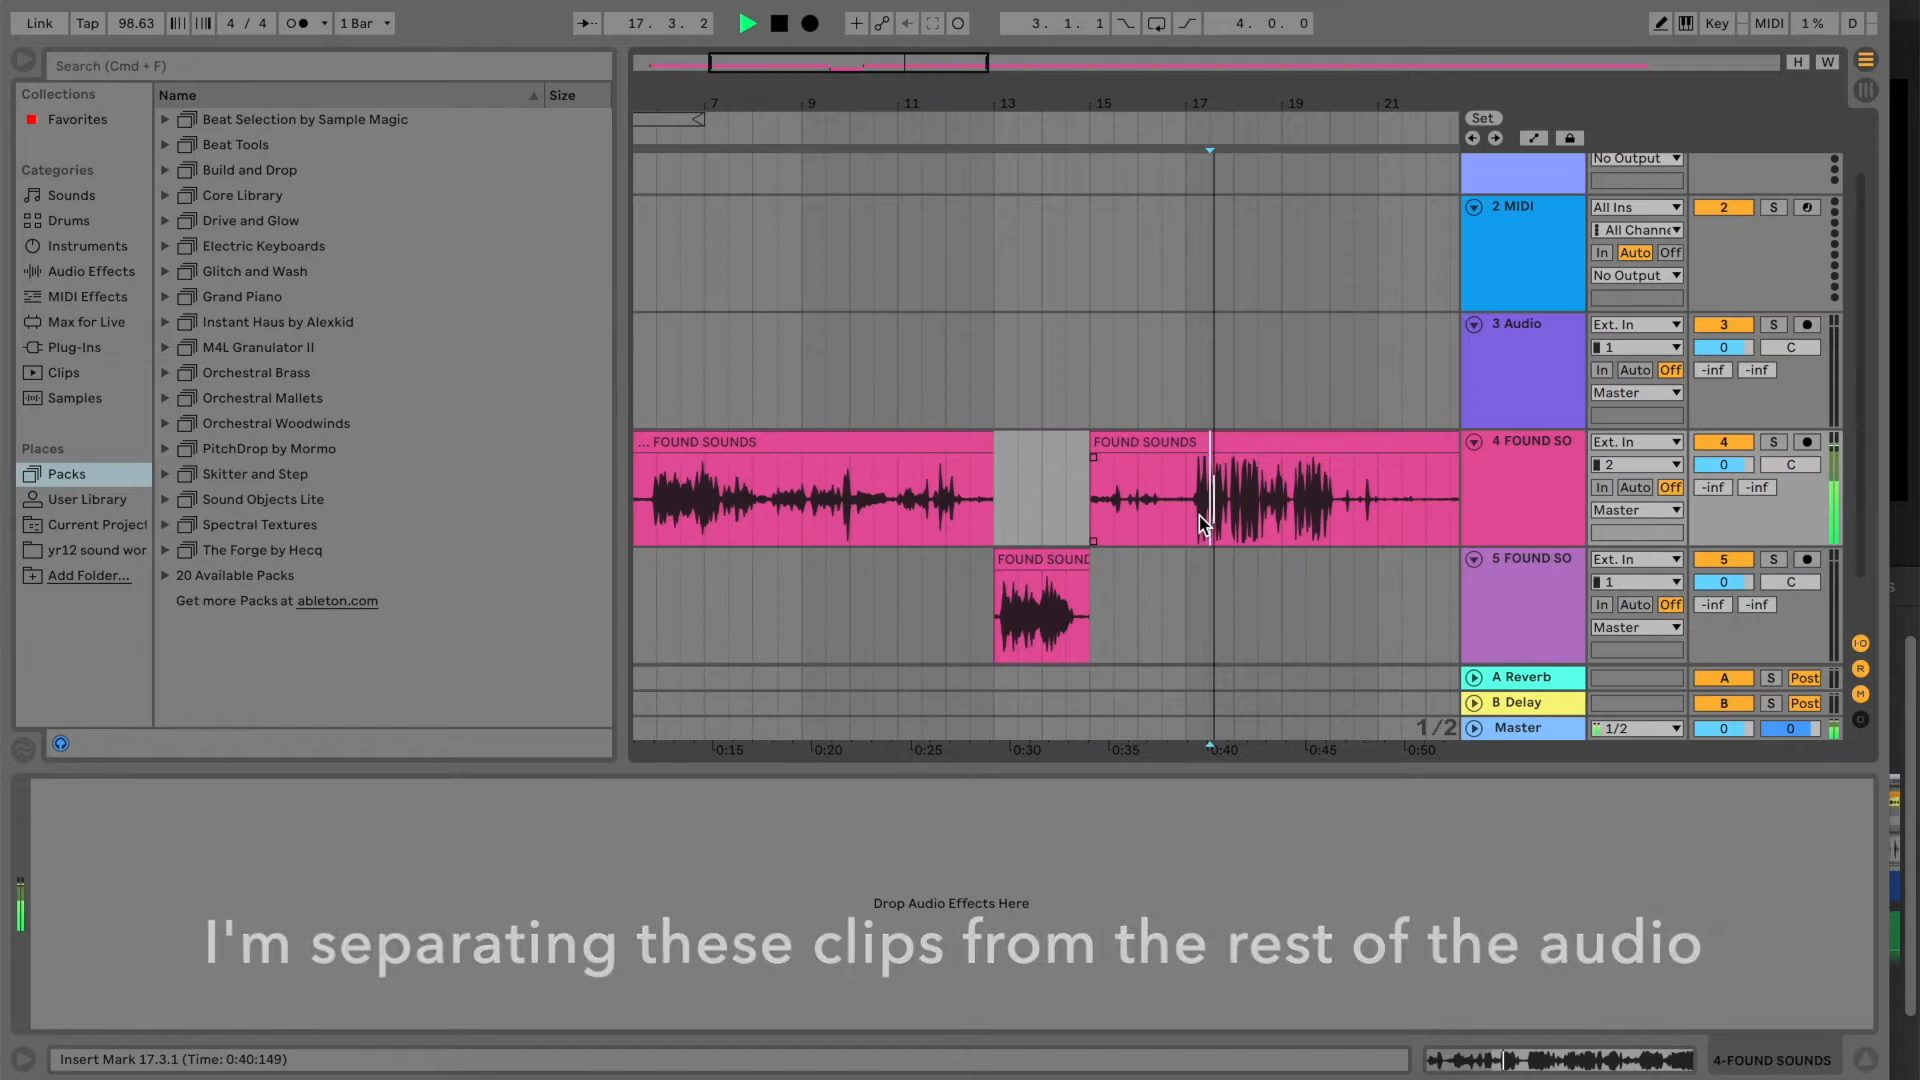 Link Tap 98.63 4 / 4 1 Bar 17. 3. 2 3. 1. 1 4. 0. 0 Key MIDI 1 % D
Search (Cmd + F)
H W
Collections
Favorites
Categories
Sounds
Drums
Instruments
Audio Effects
MIDI Effects
Max for Live
Plug-Ins
Clips
Samples
Places
Packs
User Library
Current Project
yr12 sound wor
Add Folder...
Name Size
Beat Selection by Sample Magic
Beat Tools
Build and Drop
Core Library
Drive and Glow
Electric Keyboards
Glitch and Wash
Grand Piano
Instant Haus by Alexkid
M4L Granulator II
Orchestral Brass
Orchestral Mallets
Orchestral Woodwinds
PitchDrop by Mormo
Skitter and Step
Sound Objects Lite
Spectral Textures
The Forge by Hecq
20 Available Packs
Get more Packs at ableton.com
7 9 11 13 15 17 19 21
Set
No Output
2 MIDI All Ins 2 S
All Channe
In Auto Off
No Output
3 Audio Ext. In 3 S
1 0 C
In Auto Off -inf -inf
Master
... FOUND SOUNDS FOUND SOUNDS 4 FOUND SO Ext. In 4 S
2 0 C
In Auto Off -inf -inf
Master
FOUND SOUND 5 FOUND SO Ext. In 5 S
1 0 C
In Auto Off -inf -inf
Master
A Reverb A S Post
B Delay B S Post
1/2 Master 1/2 0 0
0:15 0:20 0:25 0:30 0:35 0:40 0:45 0:50
I·O
R
M
D
Drop Audio Effects Here
I'm separating these clips from the rest of the audio
Insert Mark 17.3.1 (Time: 0:40:149) 4-FOUND SOUNDS